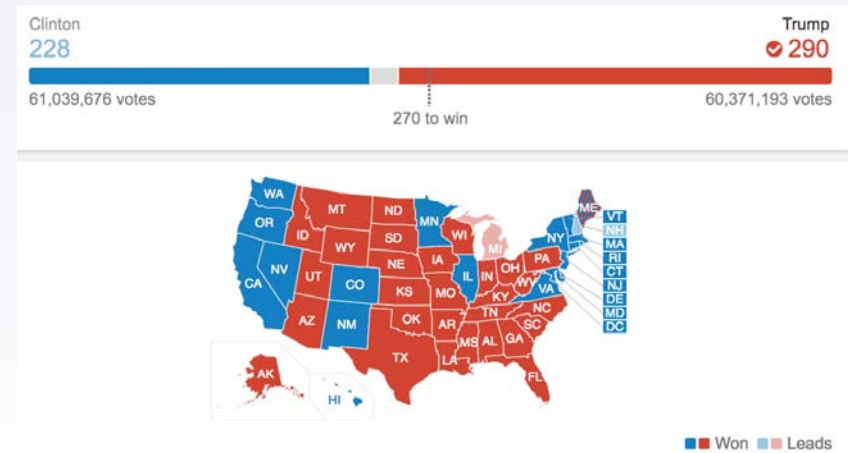 Clinton
Trump
228
290
61,039,676 votes
60,371,193 votes
270 to win
WA
MT
ND
MN
ME
VT
OR
ID
SD
WI
MI
NY
NH
WY
MA
NE
IA
PA
RI
NV
UT
CO
IL
IN
OH
CT
CA
KS
MO
WV
VA
NJ
KY
DE
AZ
NM
OK
AR
TN
NC
MD
SC
DC
MS
AL
GA
TX
LA
FL
AK
HI
Won
Leads